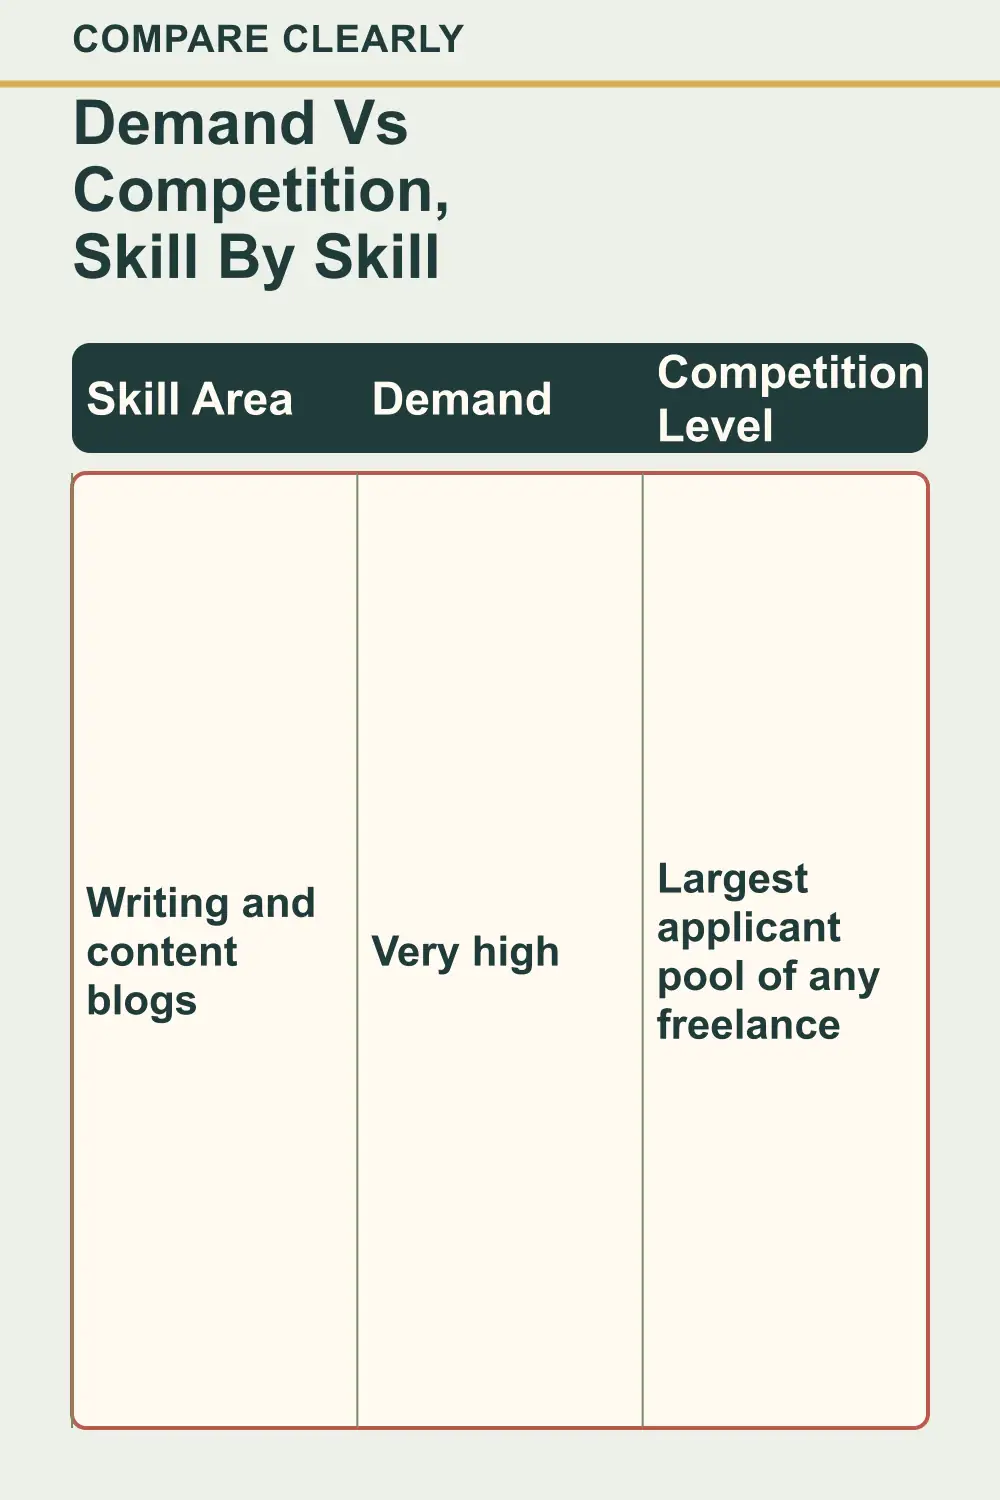 COMPARE CLEARLY
Demand Vs
Competition,
Skill By Skill
Skill Area
Demand
Competition
Level
Writing and
content
blogs
Very high
Largest
applicant
pool of any
freelance